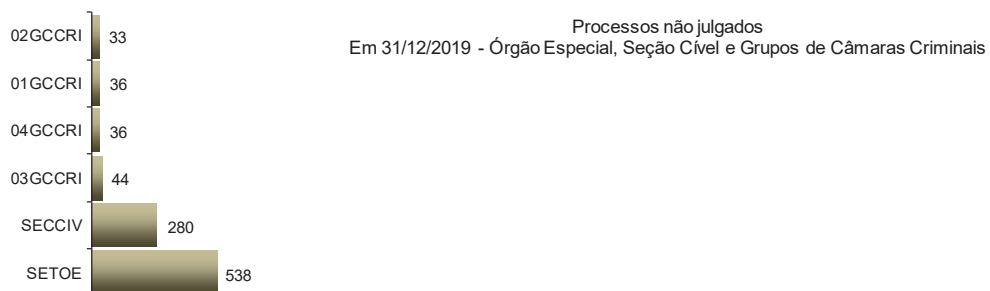 Processos não julgados
Em 31/12/2019 - Órgão Especial, Seção Cível e Grupos de Câmaras Criminais
02GCCRI 33
01GCCRI 36
04GCCRI 36
03GCCRI 44
SECCIV 280
SETOE 538